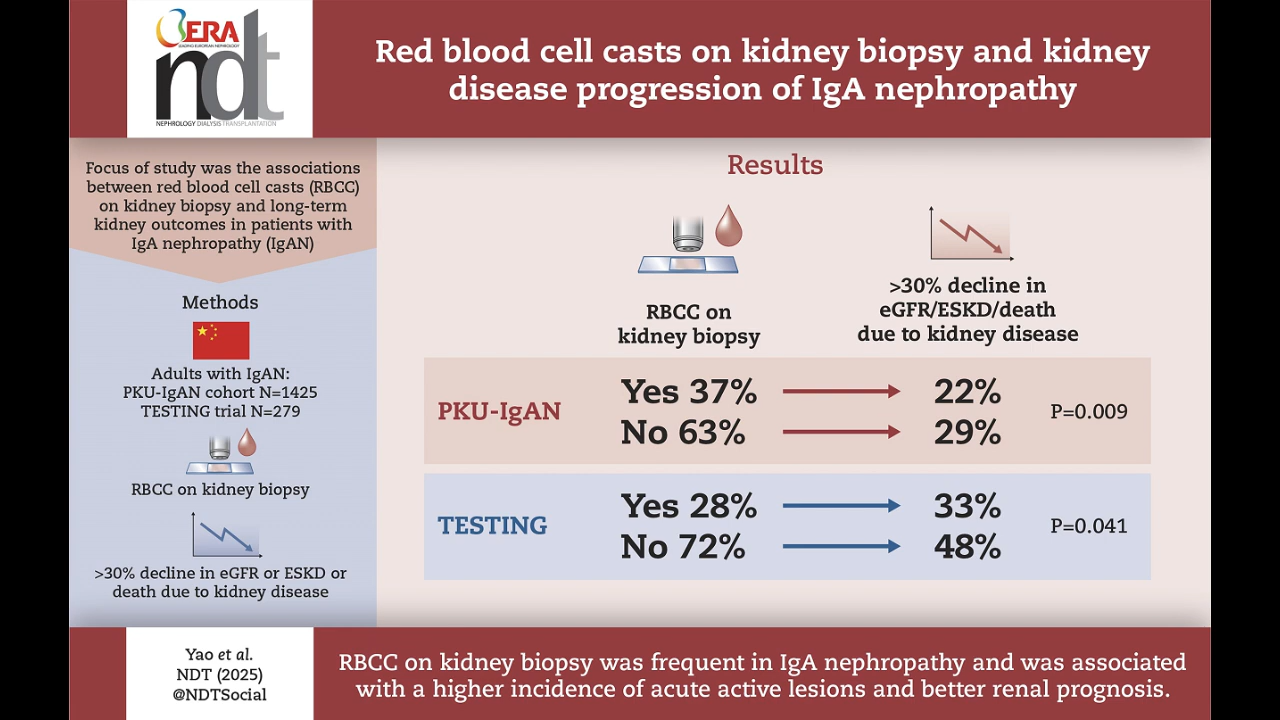 ERA
LEADING EUROPEAN NEPHROLOGY
ndt
NEPHROLOGY DIALYSIS TRANSPLANTATION
Red blood cell casts on kidney biopsy and kidney
disease progression of IgA nephropathy
Focus of study was the associations
between red blood cell casts (RBCC)
on kidney biopsy and long-term
kidney outcomes in patients with
IgA nephropathy (IgAN)
Methods
Adults with IgAN:
PKU-IgAN cohort N=1425
TESTING trial N=279
RBCC on kidney biopsy
>30% decline in eGFR or ESKD or
death due to kidney disease
Results
RBCC on
kidney biopsy
>30% decline in
eGFR/ESKD/death
due to kidney disease
PKU-IgAN
Yes 37%
22%
No 63%
29%
P=0.009
TESTING
Yes 28%
33%
No 72%
48%
P=0.041
Yao et al.
NDT (2025)
@NDTSocial
RBCC on kidney biopsy was frequent in IgA nephropathy and was associated
with a higher incidence of acute active lesions and better renal prognosis.